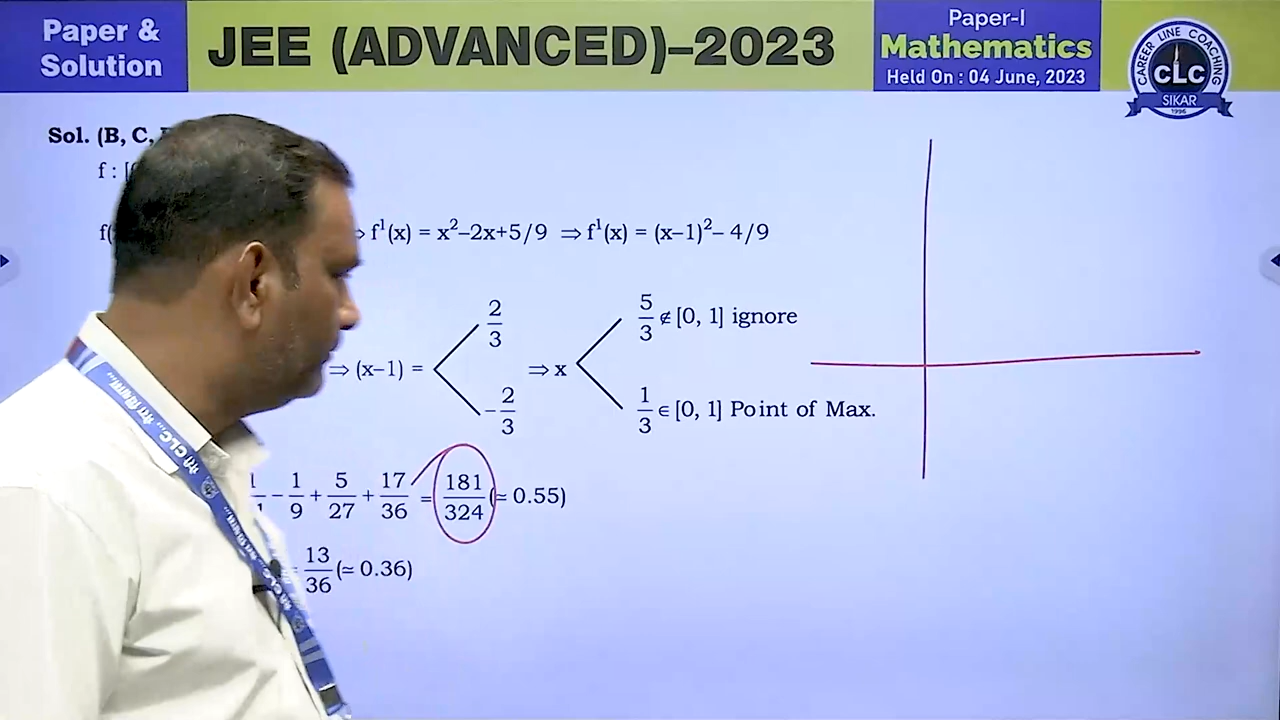 Paper &
Solution
JEE (ADVANCED)–2023
Paper-I
Mathematics
Held On : 04 June, 2023
CAREER LINE COACHING
CLC
SIKAR
1996
Sol. (B, C,
f : [
f(
⇒ f¹(x) = x²–2x+5/9 ⇒ f¹(x) = (x–1)²– 4/9
⇒ (x–1) = 2/3 -2/3 ⇒ x 5/3 ∉ [0, 1] ignore
1/3 ∈ [0, 1] Point of Max.
– 1/9 + 5/27 + 17/36 = 181/324 (≃ 0.55)
13/36 (≃ 0.36)
CLC...